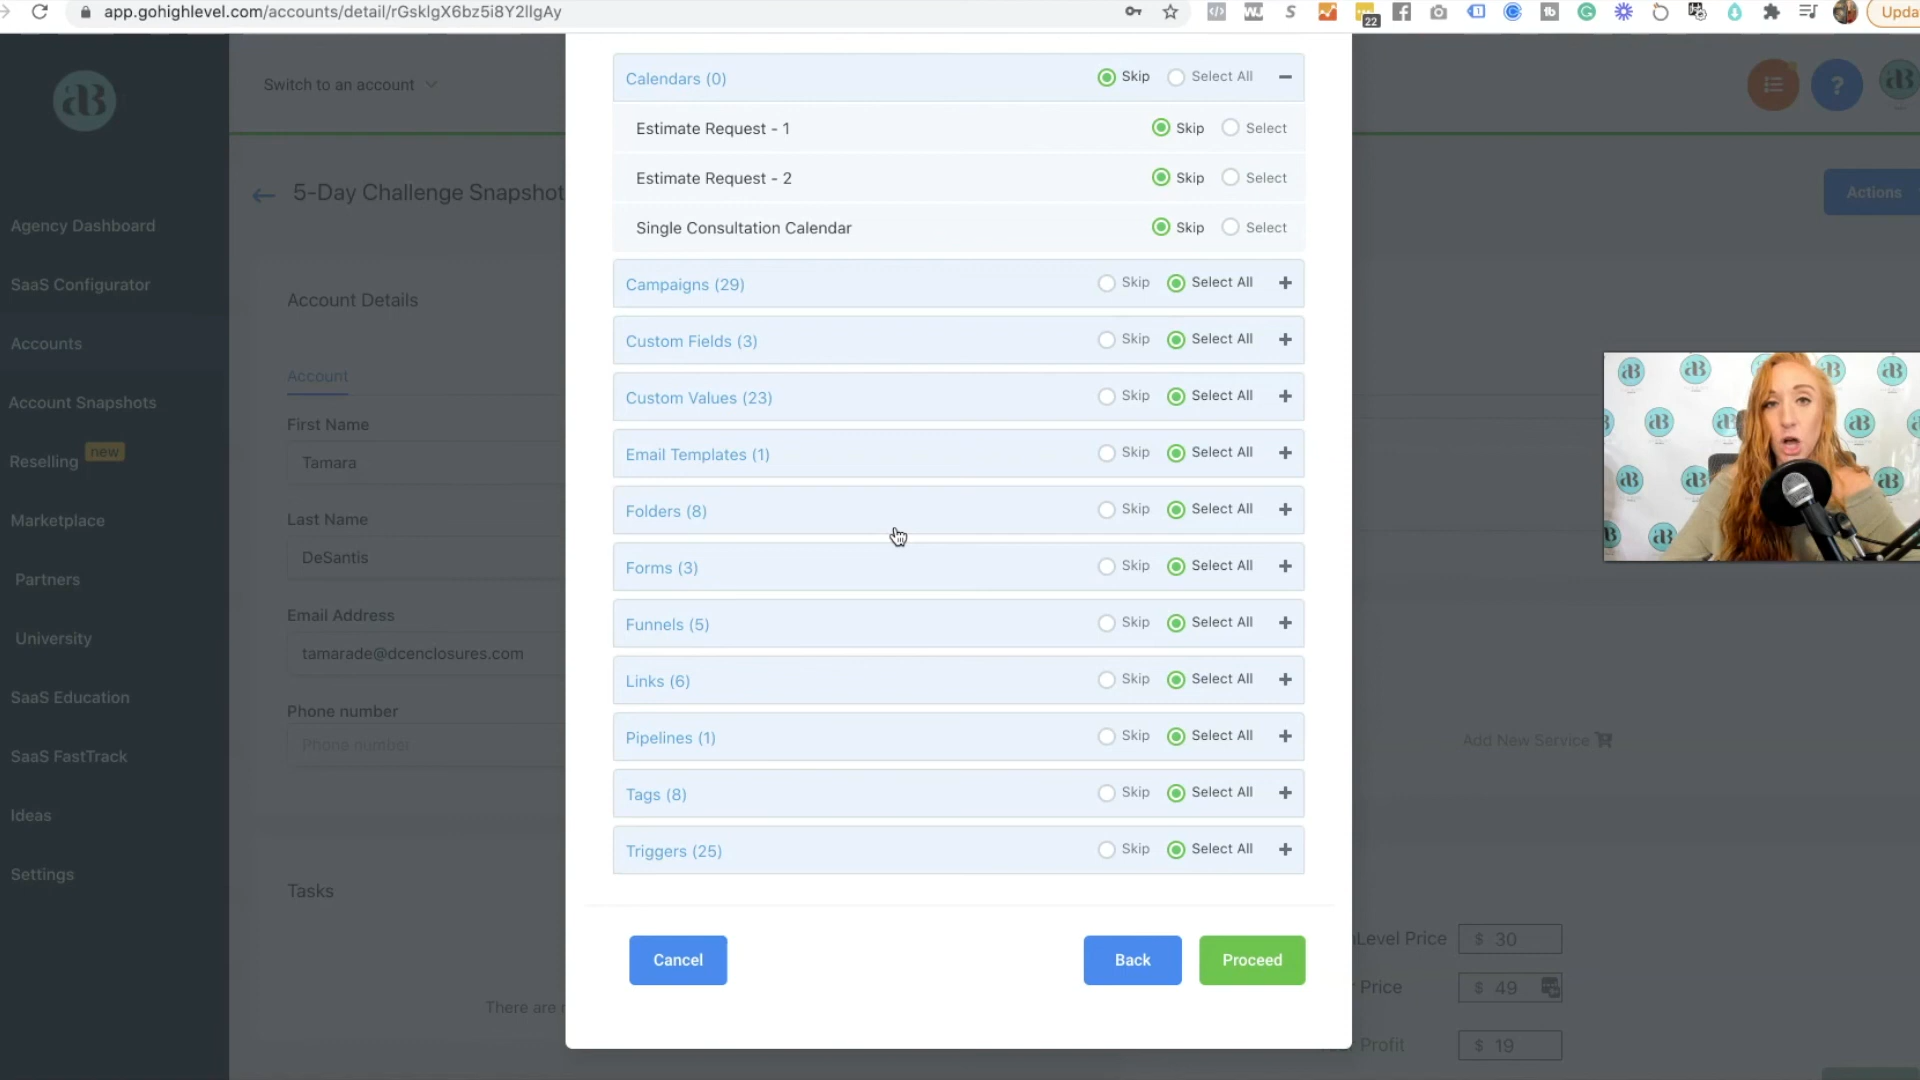 app.gohighlevel.com/accounts/detail/rGsklgX6bz5i8Y2llgAy
22
Upda
Switch to an account
5-Day Challenge Snapshot
Actions
Agency Dashboard
SaaS Configurator
Accounts
Account Snapshots
Reselling new
Marketplace
Partners
University
SaaS Education
SaaS FastTrack
Ideas
Settings
Account Details
Account
First Name
Tamara
Last Name
DeSantis
Email Address
tamarade@dcenclosures.com
Phone number
Phone number
Tasks
There are
Calendars (0) Skip Select All
Estimate Request - 1 Skip Select
Estimate Request - 2 Skip Select
Single Consultation Calendar Skip Select
Campaigns (29) Skip Select All
Custom Fields (3) Skip Select All
Custom Values (23) Skip Select All
Email Templates (1) Skip Select All
Folders (8) Skip Select All
Forms (3) Skip Select All
Funnels (5) Skip Select All
Links (6) Skip Select All
Pipelines (1) Skip Select All
Tags (8) Skip Select All
Triggers (25) Skip Select All
Cancel Back Proceed
Add New Service
Level Price $ 30
Price $ 49
Profit $ 19